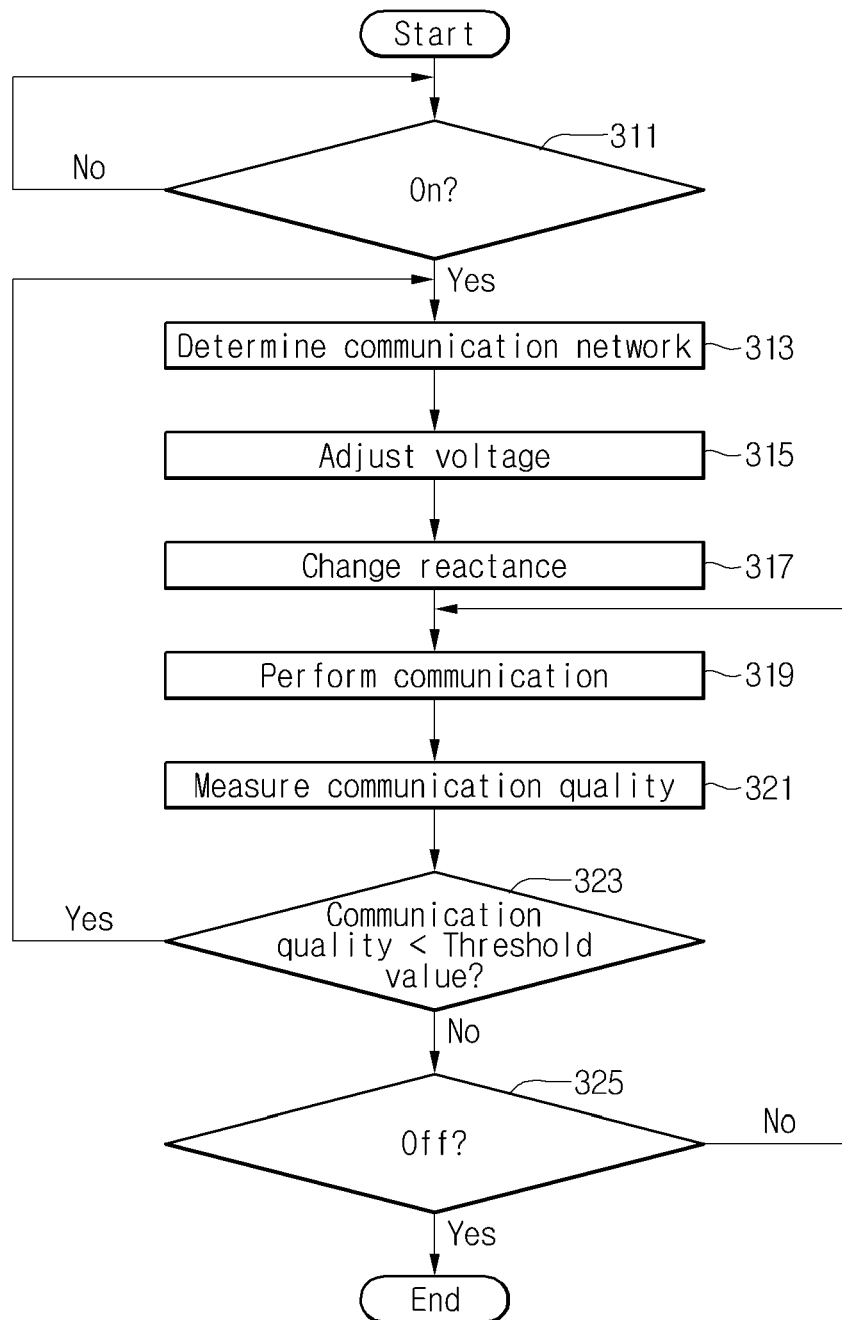 Start
311
No
On?
Yes
Determine communication network
313
Adjust voltage
315
Change reactance
317
Perform communication
319
Measure communication quality
321
323
Yes
Communication
quality < Threshold
value?
No
325
Off?
No
Yes
End